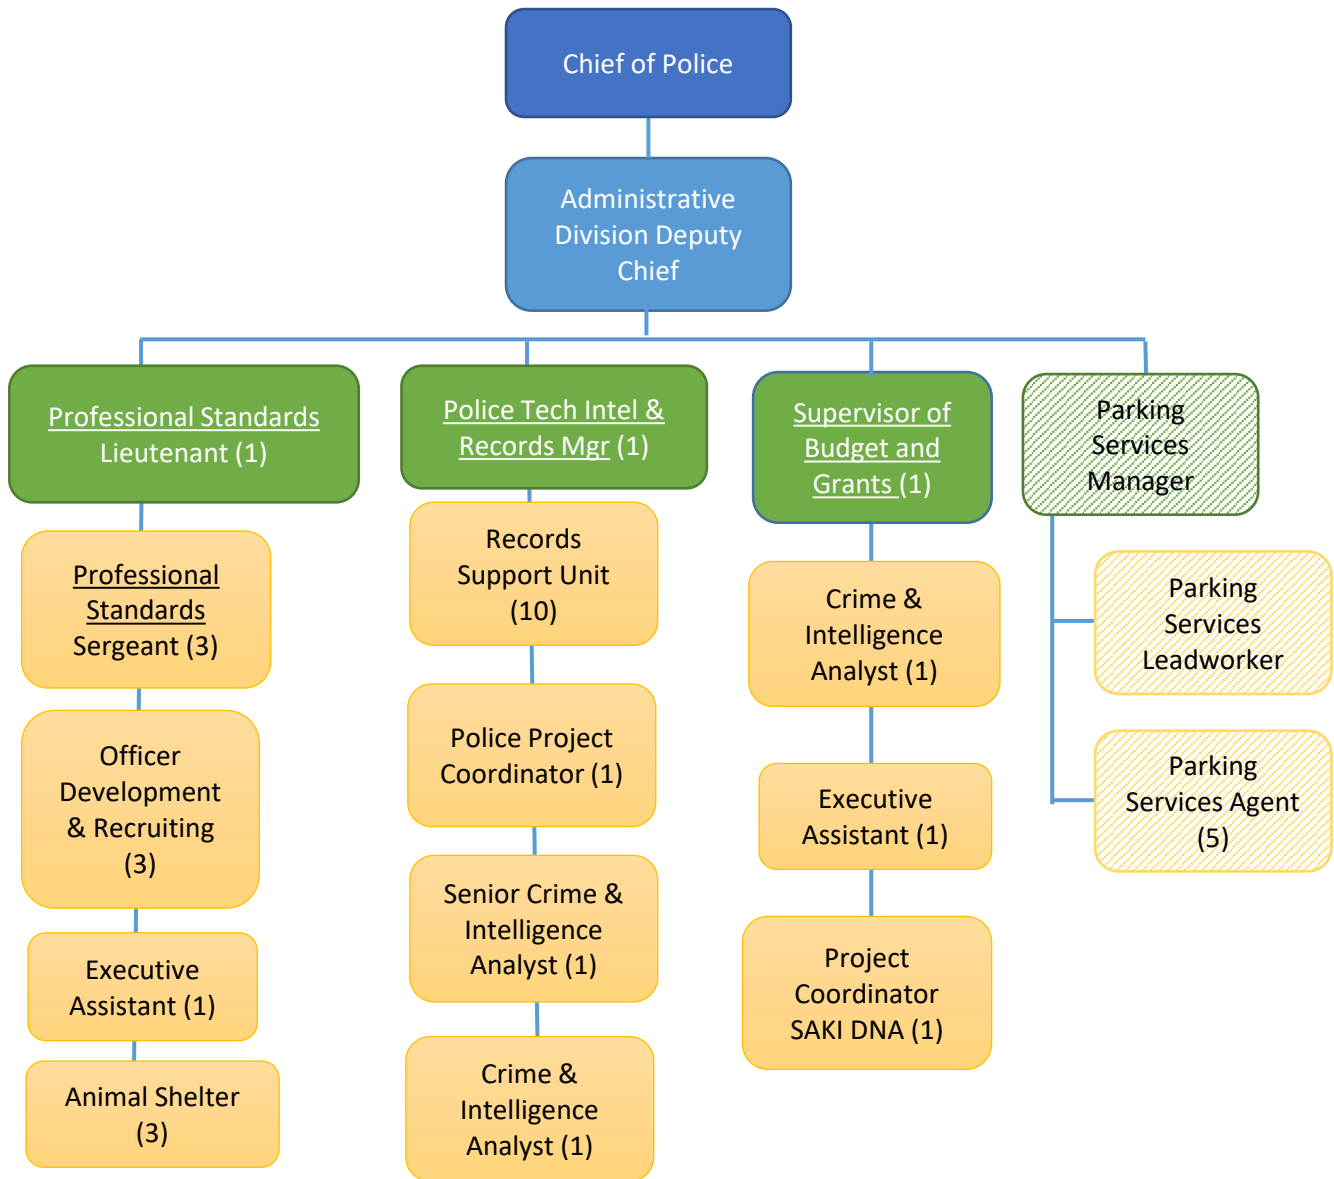 Chief of Police
Administrative
Division Deputy
Chief
Professional Standards
Lieutenant (1)
Police Tech Intel &
Records Mgr (1)
Supervisor of
Budget and
Grants (1)
Parking
Services
Manager
Professional
Standards
Sergeant (3)
Officer
Development
& Recruiting
(3)
Executive
Assistant (1)
Animal Shelter
(3)
Records
Support Unit
(10)
Police Project
Coordinator (1)
Senior Crime &
Intelligence
Analyst (1)
Crime &
Intelligence
Analyst (1)
Crime &
Intelligence
Analyst (1)
Executive
Assistant (1)
Project
Coordinator
SAKI DNA (1)
Parking
Services
Leadworker
Parking
Services Agent
(5)